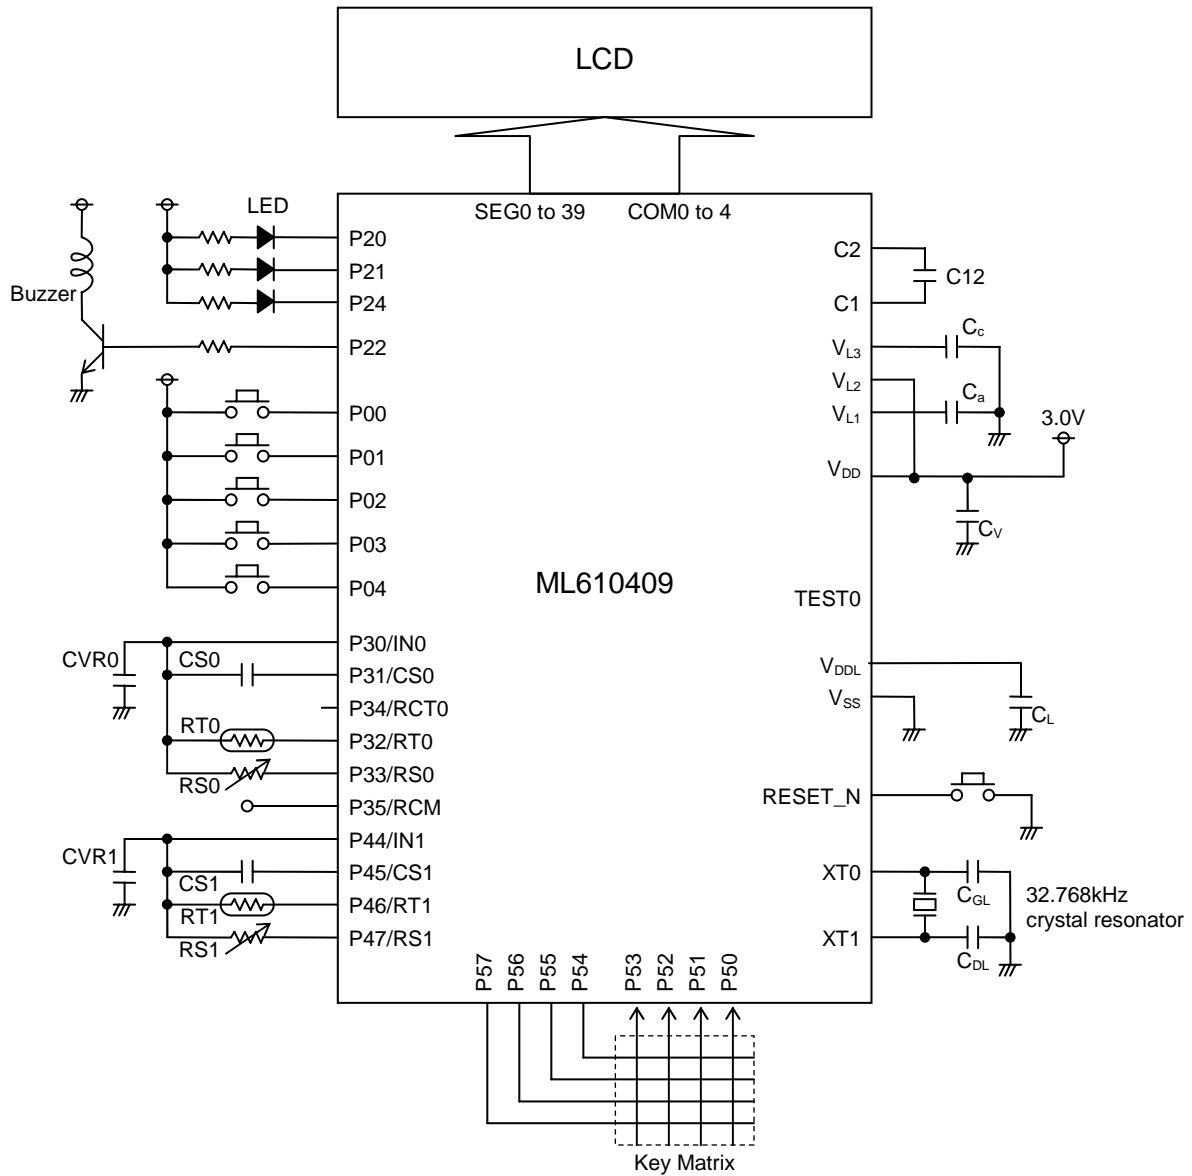 LCD
SEG0 to 39
COM0 to 4
LED
P20
P21
P24
Buzzer
P22
P00
P01
P02
P03
P04
C2
C12
C1
Cc
VL3
VL2
Ca
VL1
3.0V
VDD
CV
ML610409
TEST0
VDDL
VSS
CL
RESET_N
XT0
CGL
32.768kHz
crystal resonator
XT1
CDL
CVR0
CS0
RT0
RS0
P30/IN0
P31/CS0
P34/RCT0
P32/RT0
P33/RS0
P35/RCM
P44/IN1
CVR1
CS1
RT1
RS1
P45/CS1
P46/RT1
P47/RS1
P57
P56
P55
P54
P53
P52
P51
P50
Key Matrix